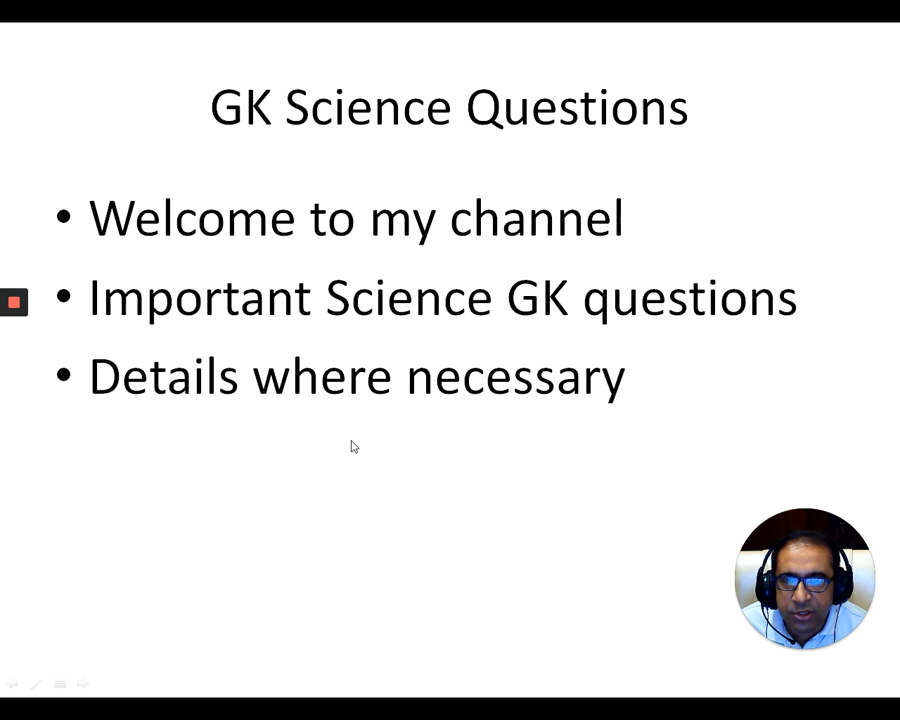 GK Science Questions
• Welcome to my channel
• Important Science GK questions
• Details where necessary